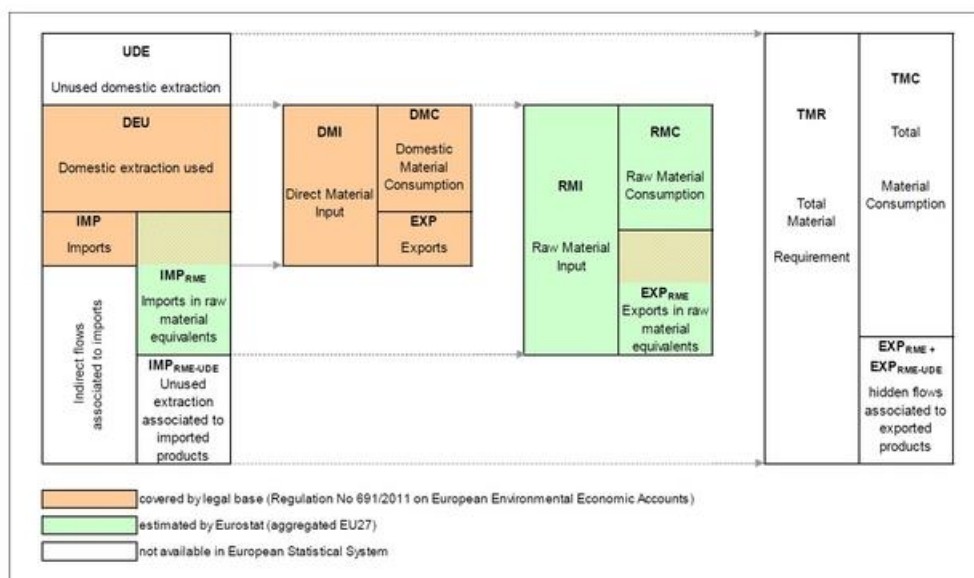 UDE
Unused domestic extraction
DEU
Domestic extraction used
IMP
Imports
IMPRME
Imports in raw
material
equivalents
Indirect flows
associated to imports
IMPRME-UDE
Unused
extraction
associated to
imported
products
DMI
Direct Material
Input
DMC
Domestic
Material
Consumption
EXP
Exports
RMI
Raw Material
Input
RMC
Raw Material
Consumption
EXPRME
Exports in raw
material
equivalents
TMR
Total
Material
Requirement
TMC
Total
Material
Consumption
EXPRME +
EXPRME-UDE
hidden flows
associated to
exported
products
covered by legal base (Regulation No 691/2011 on European Environmental Economic Accounts)
estimated by Eurostat (aggregated EU27)
not available in European Statistical System